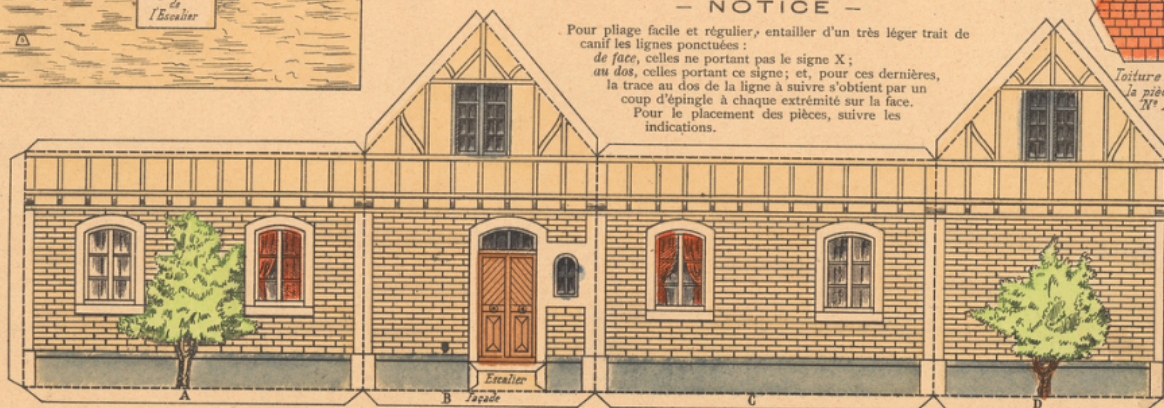 de
l'Escalier
– NOTICE –
Pour pliage facile et régulier, entailler d'un très léger trait de
canif les lignes ponctuées :
de face, celles ne portant pas le signe X ;
au dos, celles portant ce signe; et, pour ces dernières,
la trace au dos de la ligne à suivre s'obtient par un
coup d'épingle à chaque extrémité sur la face.
Pour le placement des pièces, suivre les
indications.
Toiture
la piè
N°
Escalier
A
B façade
C
D